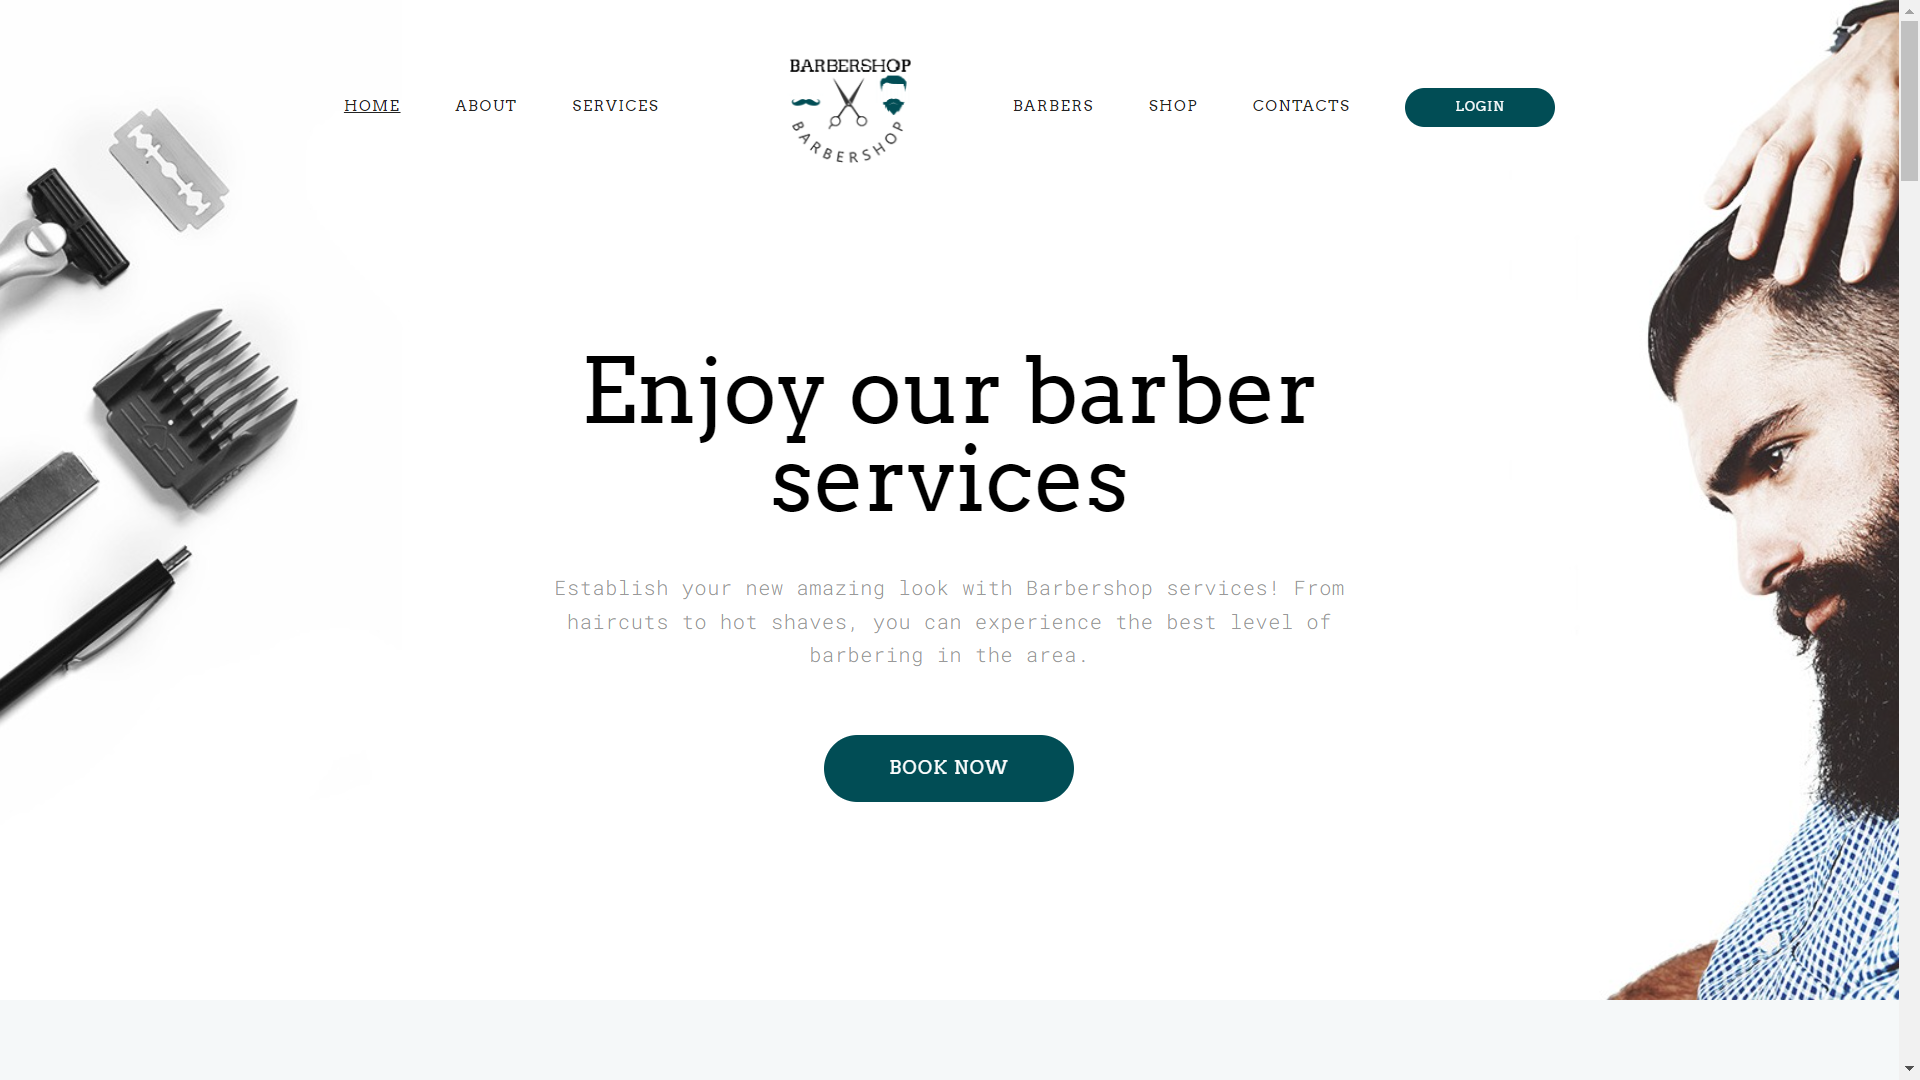 HOME
ABOUT
SERVICES
BARBERSHOP
BARBERSHOP
BARBERS
SHOP
CONTACTS
LOGIN
Enjoy our barber
services
Establish your new amazing look with Barbershop services! From
haircuts to hot shaves, you can experience the best level of
barbering in the area.
BOOK NOW